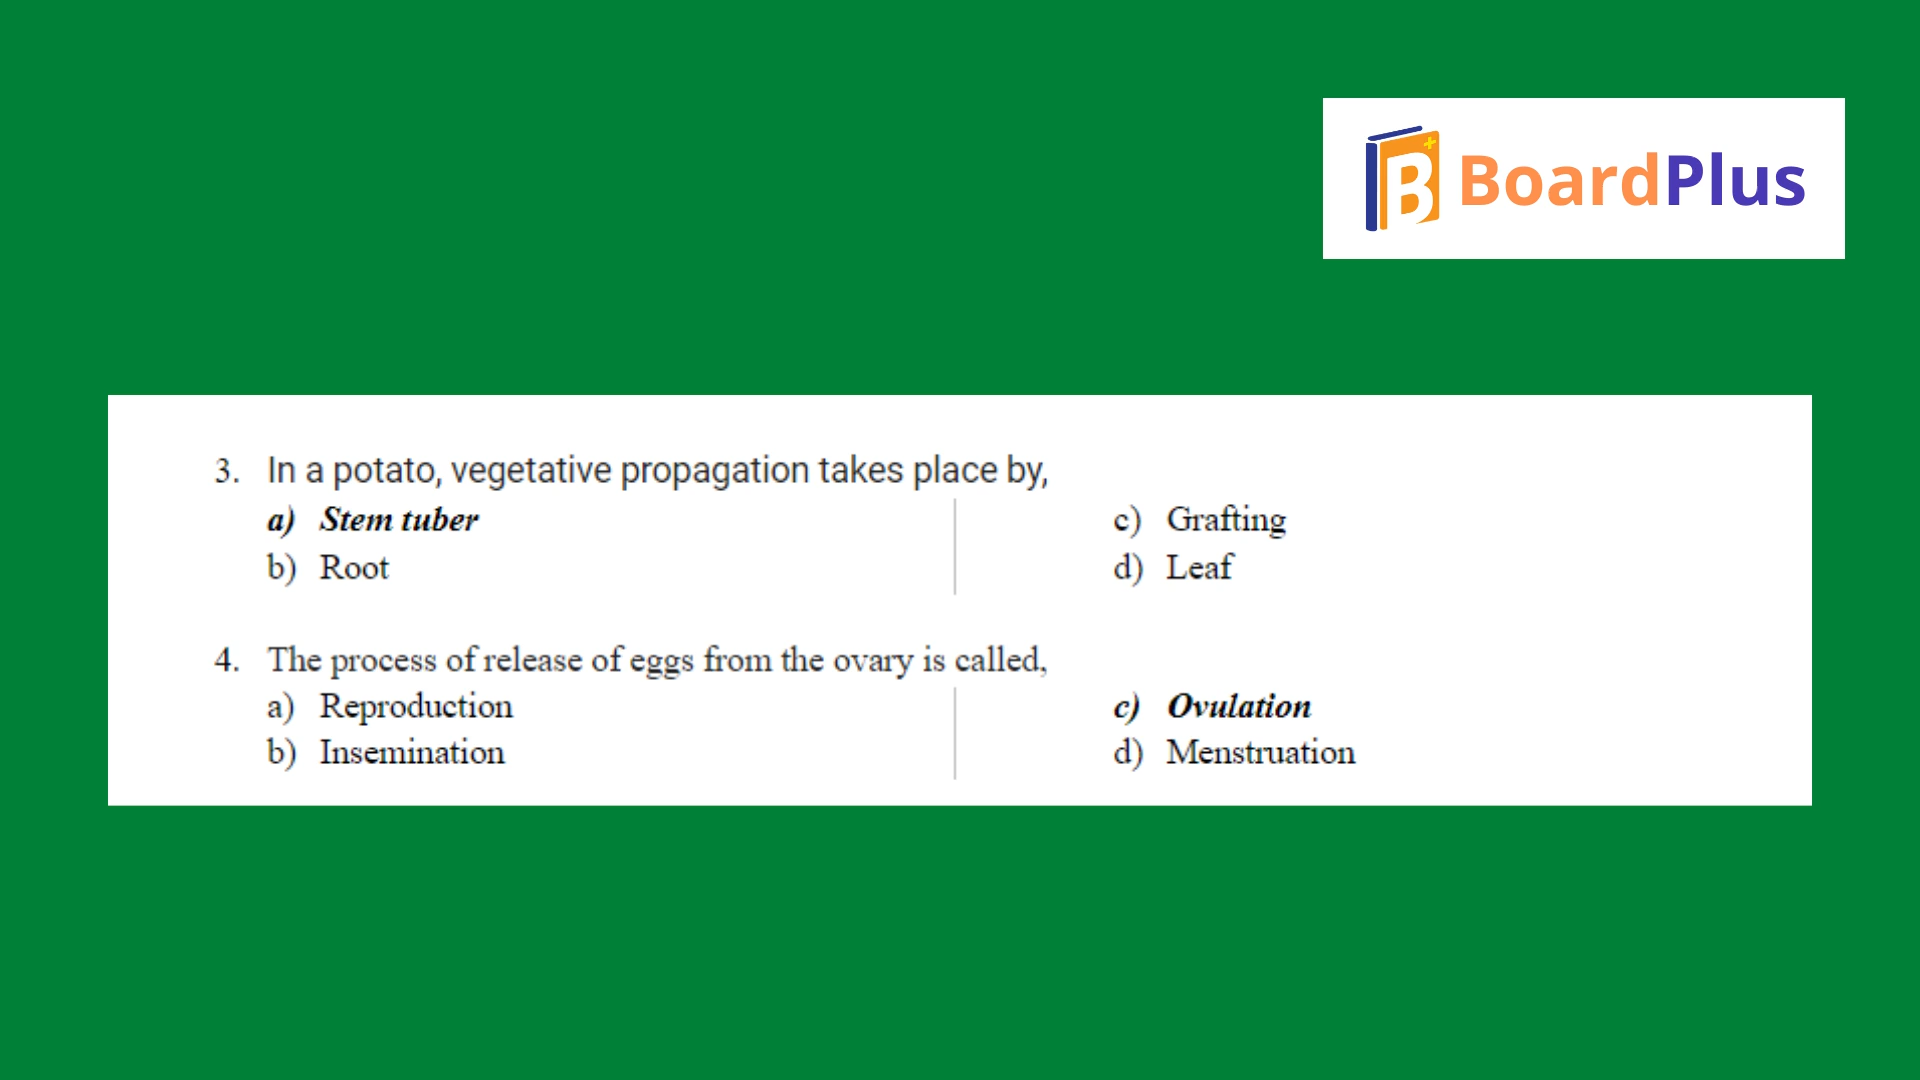 BoardPlus
3. In a potato, vegetative propagation takes place by,
a) Stem tuber
b) Root
c) Grafting
d) Leaf
4. The process of release of eggs from the ovary is called,
a) Reproduction
b) Insemination
c) Ovulation
d) Menstruation